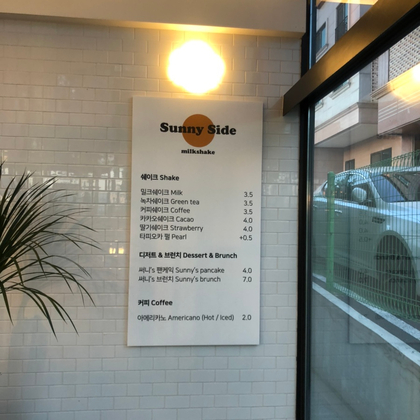 Sunny Side
milkshake
쉐이크 Shake
밀크쉐이크 Milk 3.5
녹차쉐이크 Green tea 3.5
커피쉐이크 Coffee 3.5
카카오쉐이크 Cacao 4.0
딸기쉐이크 Strawberry 4.0
타피오카 펄 Pearl +0.5
디저트 & 브런치 Dessert & Brunch
써니's 팬케익 Sunny's pancake 4.0
써니's 브런치 Sunny's brunch 7.0
커피 Coffee
아메리카노 Americano (Hot / Iced) 2.0